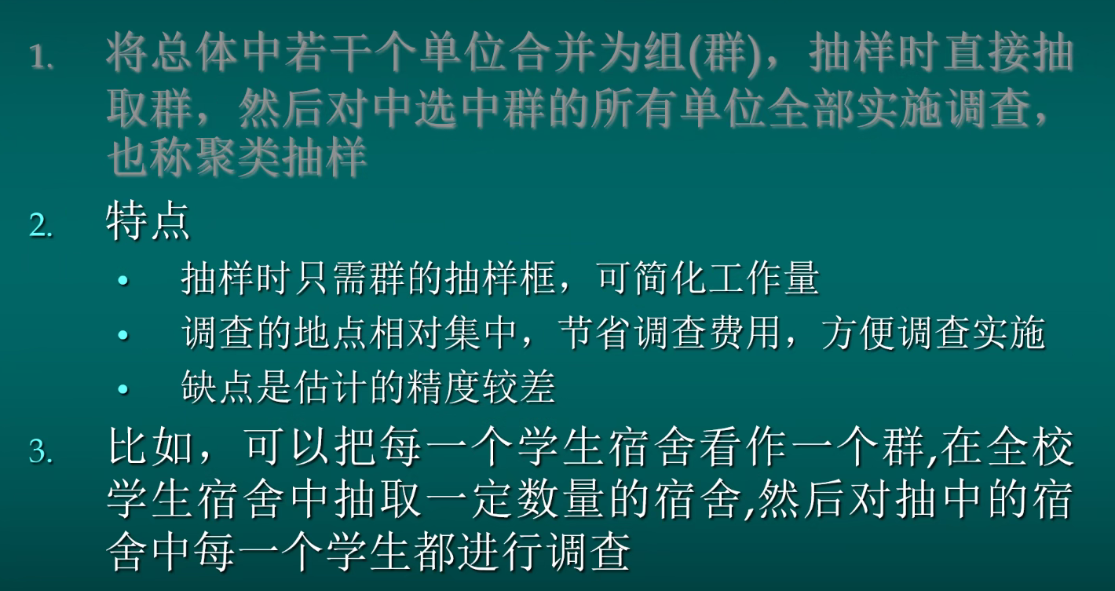 1. 将总体中若干个单位合并为组(群)，抽样时直接抽
取群，然后对中选中群的所有单位全部实施调查，
也称聚类抽样
2. 特点
• 抽样时只需群的抽样框，可简化工作量
• 调查的地点相对集中，节省调查费用，方便调查实施
• 缺点是估计的精度较差
3. 比如，可以把每一个学生宿舍看作一个群,在全校
学生宿舍中抽取一定数量的宿舍,然后对抽中的宿
舍中每一个学生都进行调查